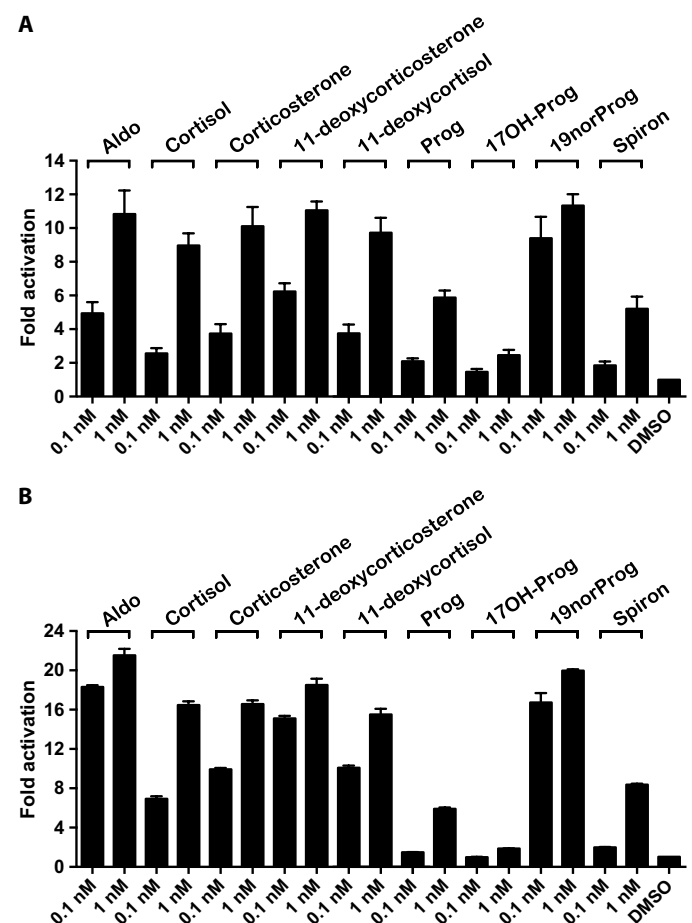 A
Aldo
Cortisol
Corticosterone
11-deoxycorticosterone
11-deoxycortisol
Prog
17OH-Prog
19norProg
Spiron
Fold activation
14
12
10
8
6
4
2
0
0.1 nM
1 nM
0.1 nM
1 nM
0.1 nM
1 nM
0.1 nM
1 nM
0.1 nM
1 nM
0.1 nM
1 nM
0.1 nM
1 nM
0.1 nM
1 nM
0.1 nM
1 nM
DMSO
B
Aldo
Cortisol
Corticosterone
11-deoxycorticosterone
11-deoxycortisol
Prog
17OH-Prog
19norProg
Spiron
Fold activation
24
20
16
12
8
4
0
0.1 nM
1 nM
0.1 nM
1 nM
0.1 nM
1 nM
0.1 nM
1 nM
0.1 nM
1 nM
0.1 nM
1 nM
0.1 nM
1 nM
0.1 nM
1 nM
0.1 nM
1 nM
DMSO